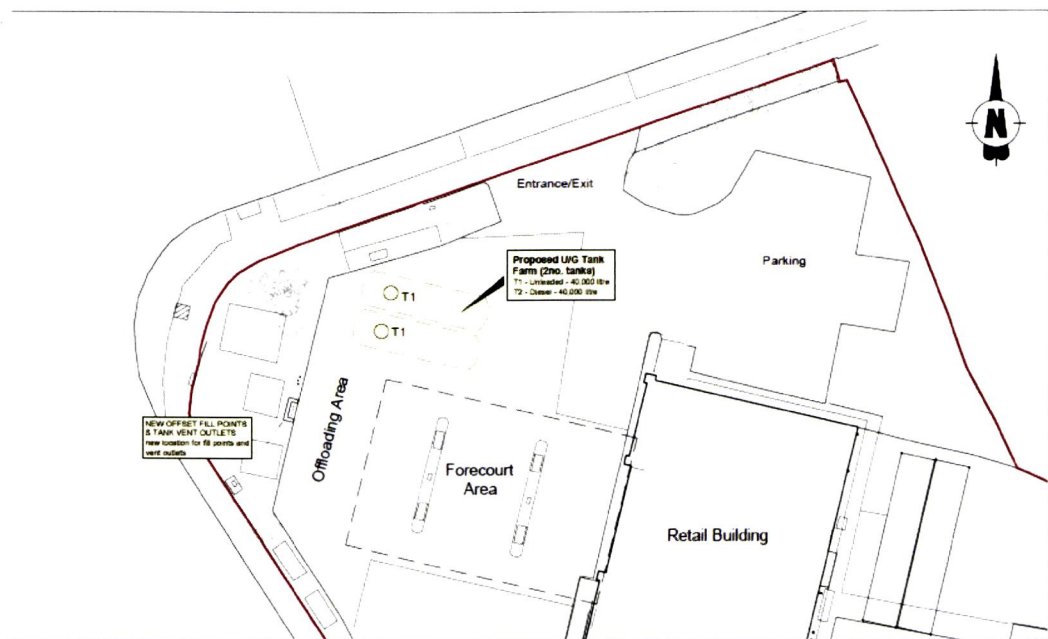 N
Entrance/Exit
Proposed U/G Tank
Farm (2no. tanks)
T1 - Unleaded - 40,000 litre
T2 - Diesel - 40,000 litre
Parking
T1
T1
NEW OFFSET FILL POINTS
& TANK VENT OUTLETS
new location for fill points and
vent outlets
Offloading Area
Forecourt
Area
Retail Building